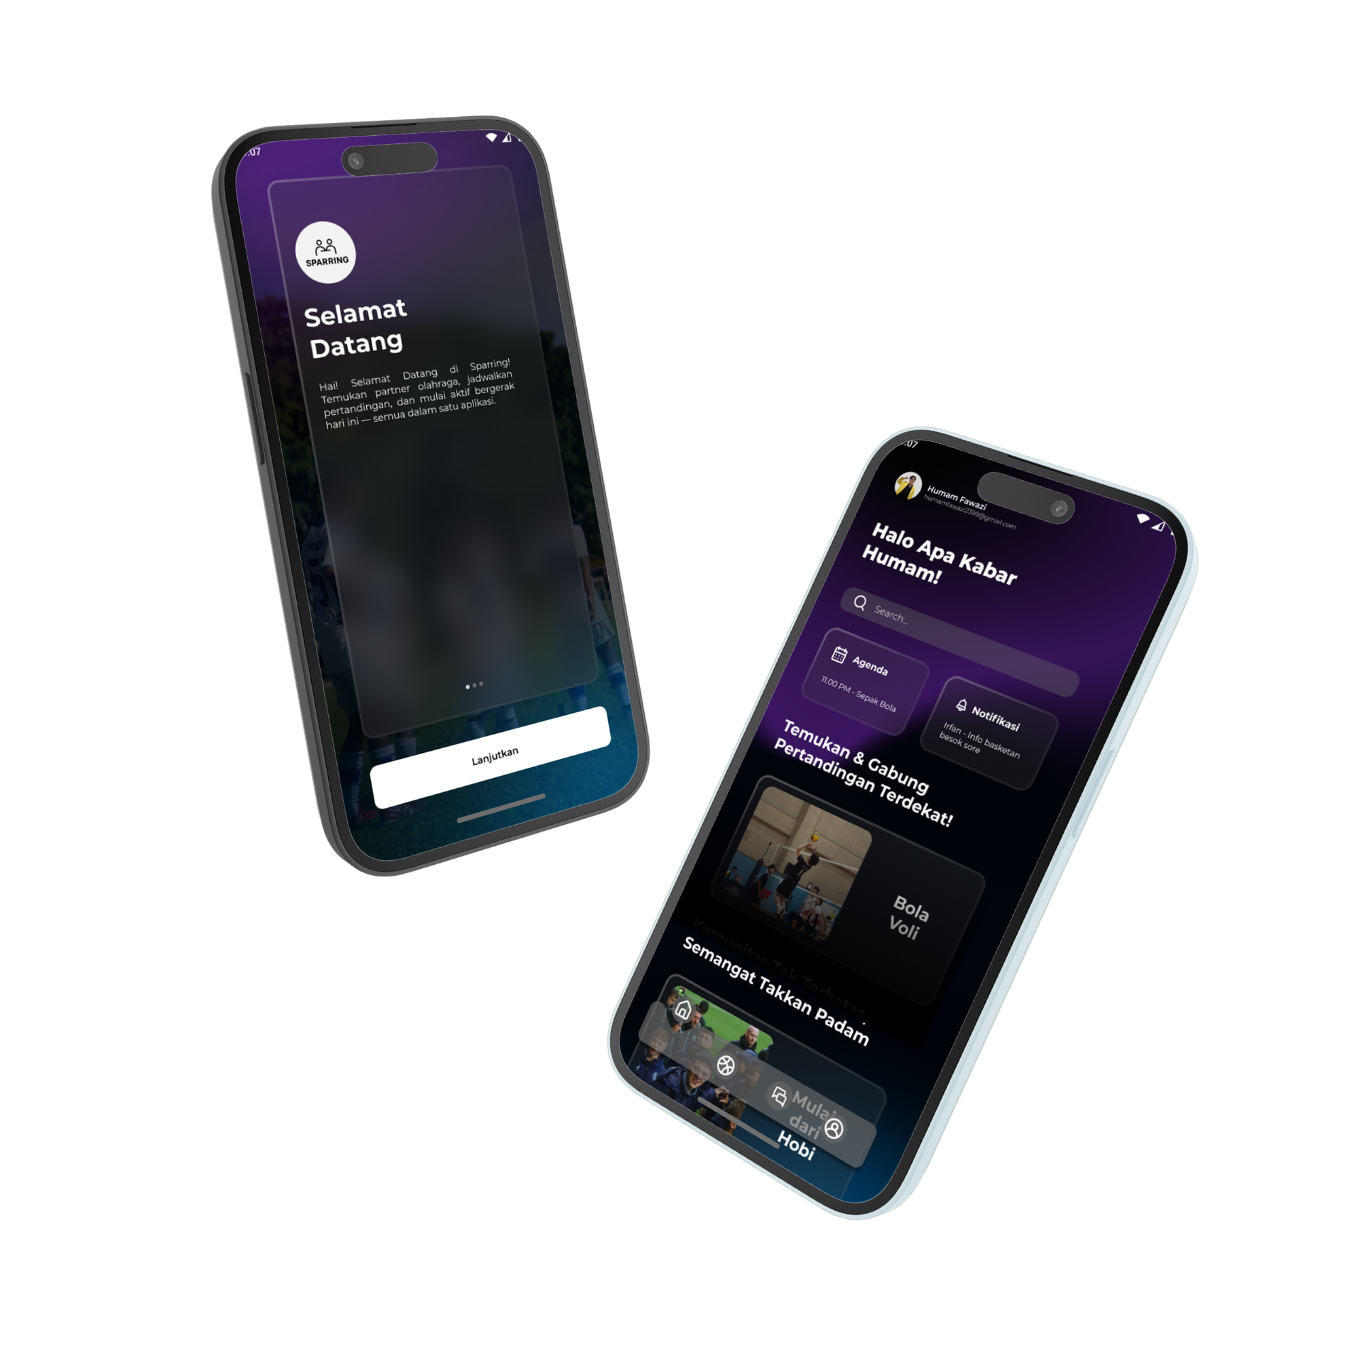 :07
SPARRING
Selamat
Datang
Hai! Selamat Datang di Sparring!
Temukan partner olahraga, jadwalkan
pertandingan, dan mulai aktif bergerak
hari ini — semua dalam satu aplikasi.
Lanjutkan
:07
Humam Fawazi
humamfawazi2399@gmail.com
Halo Apa Kabar
Humam!
Search...
Agenda
11.00 PM - Sepak Bola
Notifikasi
Irfan - Info basketan
besok sore
Temukan & Gabung
Pertandingan Terdekat!
Bola
Voli
Komunitas Tak Terbatas,
Semangat Takkan Padam
Mulai
dari
Hobi